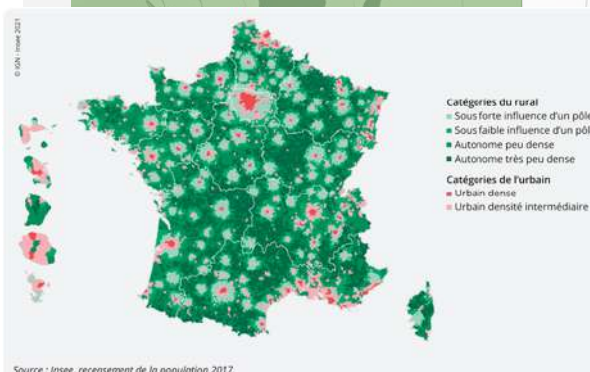 © IGN - Insee 2021
Catégories du rural
Sous forte influence d'un pôle
Sous faible influence d'un pôl
Autonome peu dense
Autonome très peu dense
Catégories de l'urbain
Urbain dense
Urbain densité intermédiaire
Source : Insee, recensement de la population 2017